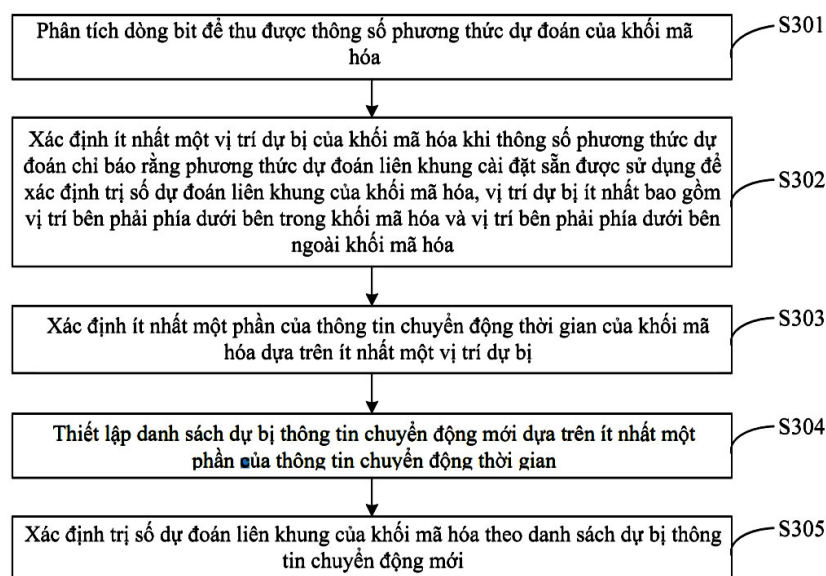 Phân tích dòng bit để thu được thông số phương thức dự đoán của khối mã
hóa
S301
Xác định ít nhất một vị trí dự bị của khối mã hóa khi thông số phương thức dự
đoán chỉ báo rằng phương thức dự đoán liên khung cài đặt sẵn được sử dụng để
xác định trị số dự đoán liên khung của khối mã hóa, vị trí dự bị ít nhất bao gồm
vị trí bên phải phía dưới bên trong khối mã hóa và vị trí bên phải phía dưới bên
ngoài khối mã hóa
S302
Xác định ít nhất một phần của thông tin chuyển động thời gian của khối mã
hóa dựa trên ít nhất một vị trí dự bị
S303
Thiết lập danh sách dự bị thông tin chuyển động mới dựa trên ít nhất một
phần của thông tin chuyển động thời gian
S304
Xác định trị số dự đoán liên khung của khối mã hóa theo danh sách dự bị thông
tin chuyển động mới
S305